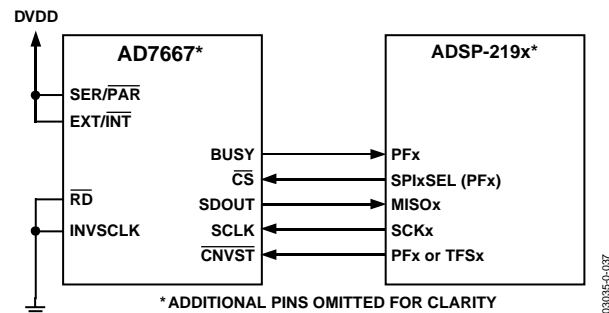 DVDD
AD7667*
ADSP-219x*
SER/PAR
EXT/INT
BUSY
PFx
CS
SPIxSEL (PFx)
RD
SDOUT
MISOx
INVSCLK
SCLK
SCKx
CNVST
PFx or TFSx
*ADDITIONAL PINS OMITTED FOR CLARITY
03035-0-037